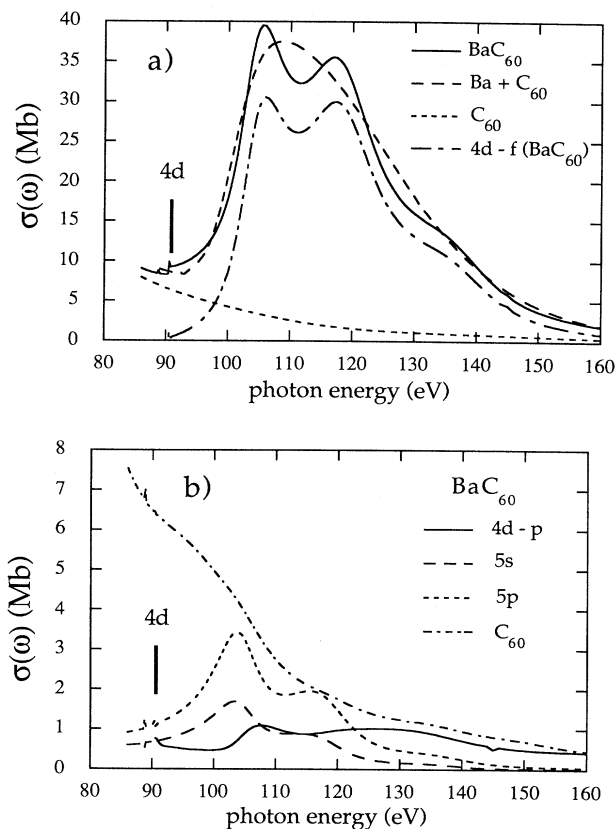 40
35
30
25
20
15
10
5
0
σ(ω) (Mb)
a)
BaC60
Ba + C60
C60
4d - f (BaC60)
4d
80 90 100 110 120 130 140 150 160
photon energy (eV)
8
7
6
5
4
3
2
1
0
σ(ω) (Mb)
b)
BaC60
4d - p
5s
5p
C60
4d
80 90 100 110 120 130 140 150 160
photon energy (eV)